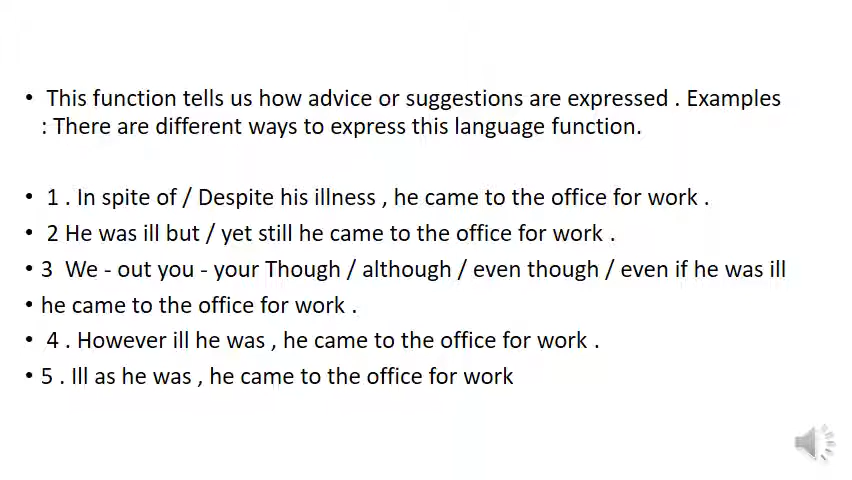 • This function tells us how advice or suggestions are expressed . Examples
: There are different ways to express this language function.
• 1 . In spite of / Despite his illness , he came to the office for work .
• 2 He was ill but / yet still he came to the office for work .
• 3 We - out you - your Though / although / even though / even if he was ill
• he came to the office for work .
• 4 . However ill he was , he came to the office for work .
• 5 . Ill as he was , he came to the office for work